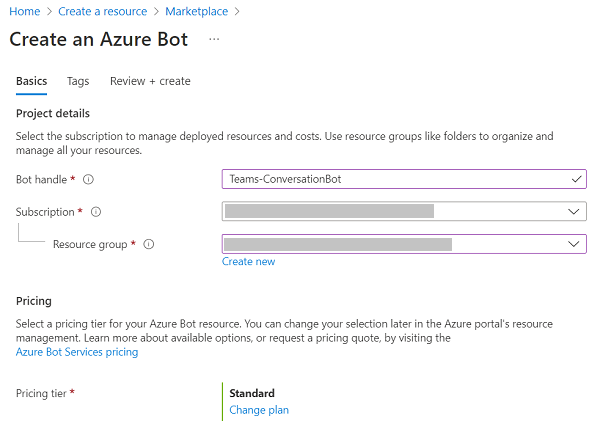 Home > Create a resource > Marketplace >
Create an Azure Bot ...
Basics Tags Review + create
Project details
Select the subscription to manage deployed resources and costs. Use resource groups like folders to organize and
manage all your resources.
Bot handle * Teams-ConversationBot
Subscription *
Resource group *
Create new
Pricing
Select a pricing tier for your Azure Bot resource. You can change your selection later in the Azure portal's resource
management. Learn more about available options, or request a pricing quote, by visiting the
Azure Bot Services pricing
Pricing tier * Standard
Change plan